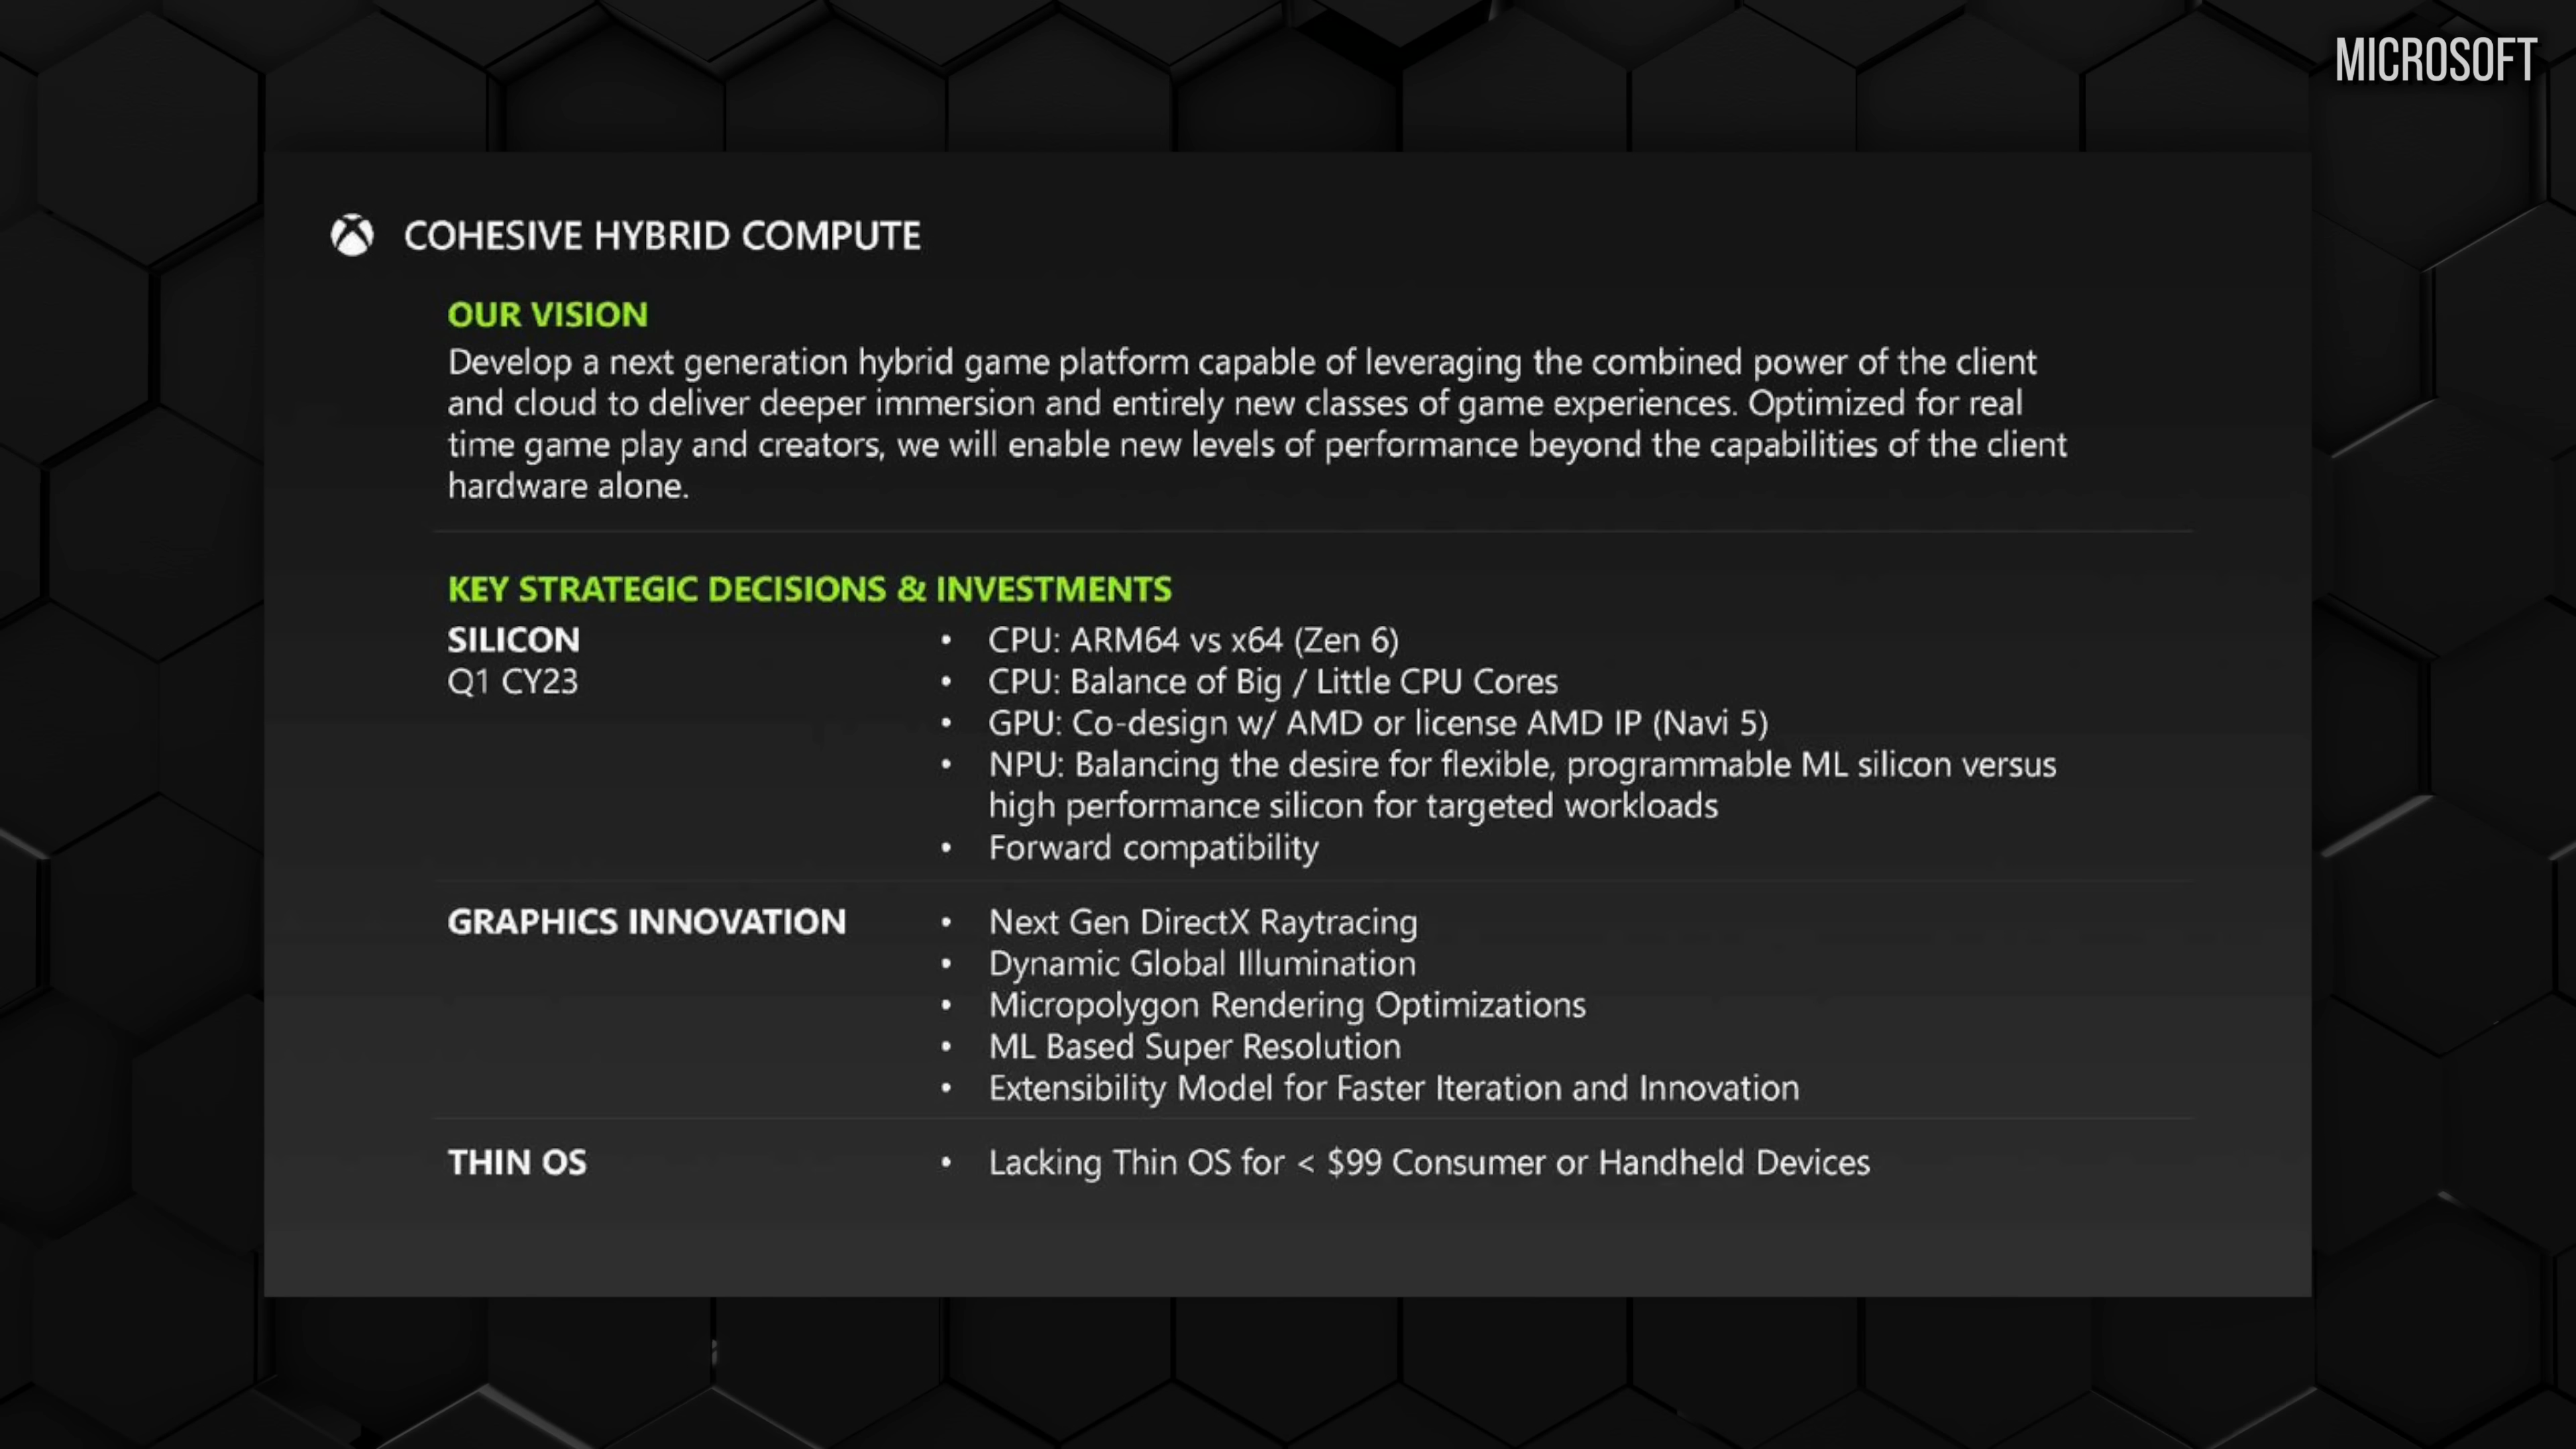 MICROSOFT
COHESIVE HYBRID COMPUTE
OUR VISION
Develop a next generation hybrid game platform capable of leveraging the combined power of the client
and cloud to deliver deeper immersion and entirely new classes of game experiences. Optimized for real
time game play and creators, we will enable new levels of performance beyond the capabilities of the client
hardware alone.
KEY STRATEGIC DECISIONS & INVESTMENTS
SILICON
Q1 CY23
• CPU: ARM64 vs x64 (Zen 6)
• CPU: Balance of Big / Little CPU Cores
• GPU: Co-design w/ AMD or license AMD IP (Navi 5)
• NPU: Balancing the desire for flexible, programmable ML silicon versus
high performance silicon for targeted workloads
• Forward compatibility
GRAPHICS INNOVATION
• Next Gen DirectX Raytracing
• Dynamic Global Illumination
• Micropolygon Rendering Optimizations
• ML Based Super Resolution
• Extensibility Model for Faster Iteration and Innovation
THIN OS
• Lacking Thin OS for < $99 Consumer or Handheld Devices